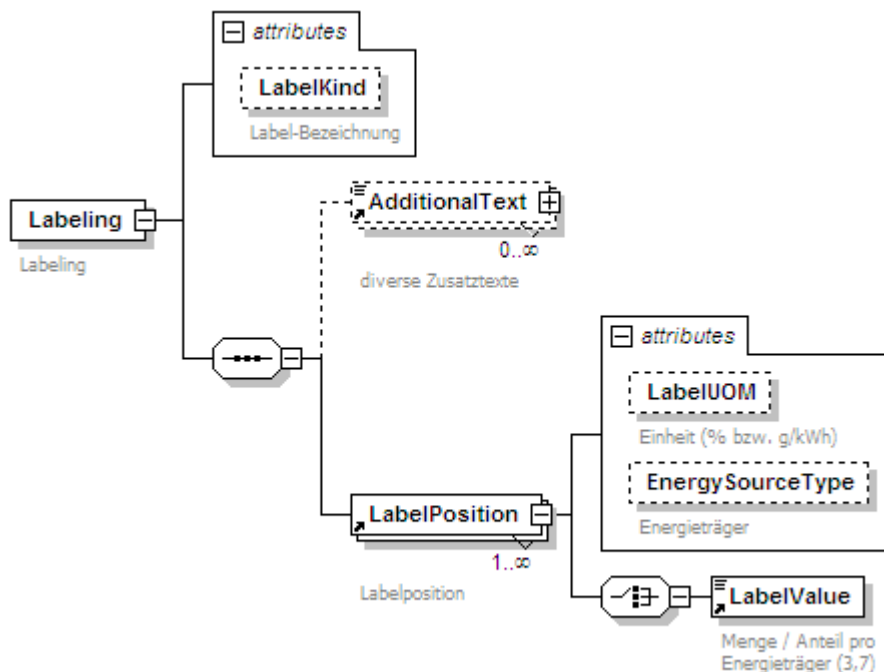 attributes
LabelKind
Label-Bezeichnung
Labeling
Labeling
AdditionalText
0..∞
diverse Zusatztexte
attributes
LabelUOM
Einheit (% bzw. g/kWh)
EnergySourceType
Energieträger
LabelPosition
1..∞
Labelposition
LabelValue
Menge / Anteil pro
Energieträger (3,7)